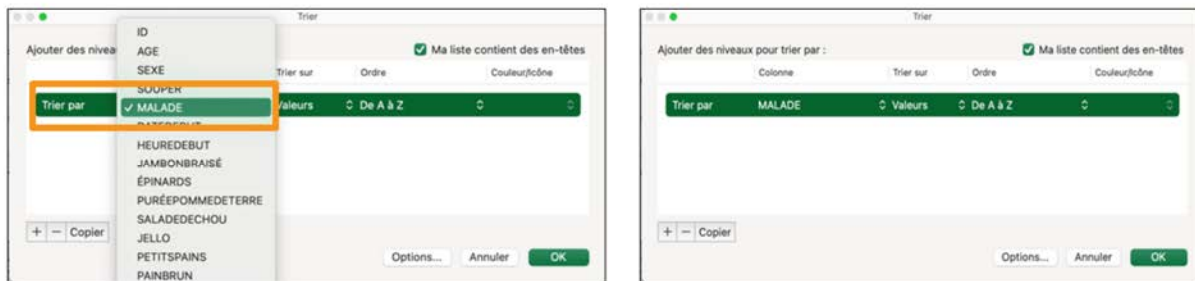 Trier
ID
Ajouter des nivea
AGE
Ma liste contient des en-têtes
SEXE
Trier sur Ordre Couleur/Icône
SOUPER
Trier par ✓ MALADE Valeurs De A à Z
DATEDEBUT
HEUREDEBUT
JAMBONBRAISÉ
ÉPINARDS
PURÉEPOMMEDETERRE
SALADEDECHOU
+ − Copier
JELLO
PETITSPAINS
Options... Annuler OK
PAINBRUN
Trier
Ajouter des niveaux pour trier par :
Ma liste contient des en-têtes
Colonne Trier sur Ordre Couleur/Icône
Trier par MALADE Valeurs De A à Z
+ − Copier
Options... Annuler OK